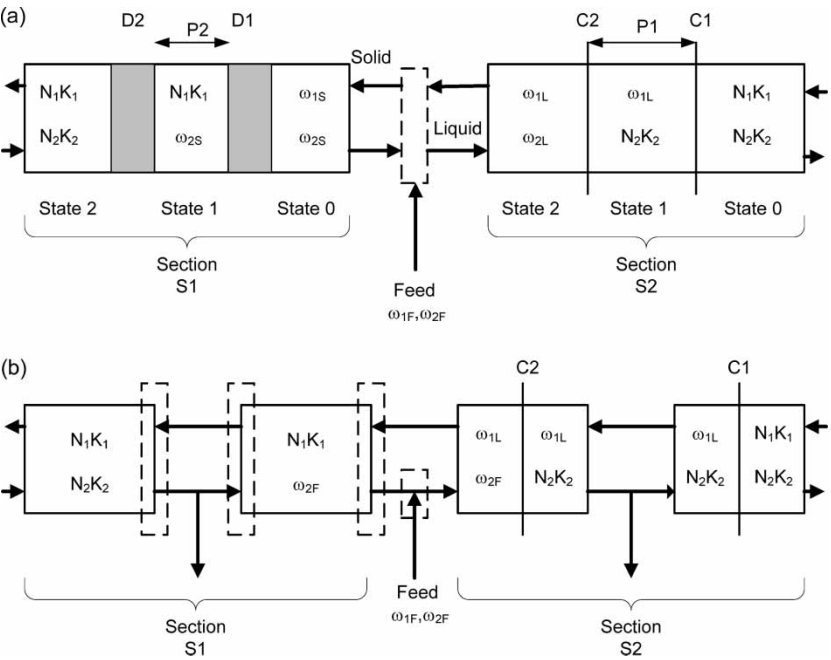 (a)
D2 D1
P2
C2 C1
P1
Solid
Liquid
N₁K₁ N₁K₁ ω₁S
N₂K₂ ω₂S ω₂S
ω₁L ω₁L N₁K₁
ω₂L N₂K₂ N₂K₂
State 2 State 1 State 0
State 2 State 1 State 0
Section
S1
Section
S2
Feed
ω₁F,ω₂F
(b)
C2 C1
N₁K₁ N₁K₁ ω₁L ω₁L ω₁L N₁K₁
N₂K₂ ω₂F ω₂F N₂K₂ N₂K₂ N₂K₂
Feed
ω₁F,ω₂F
Section
S1
Section
S2